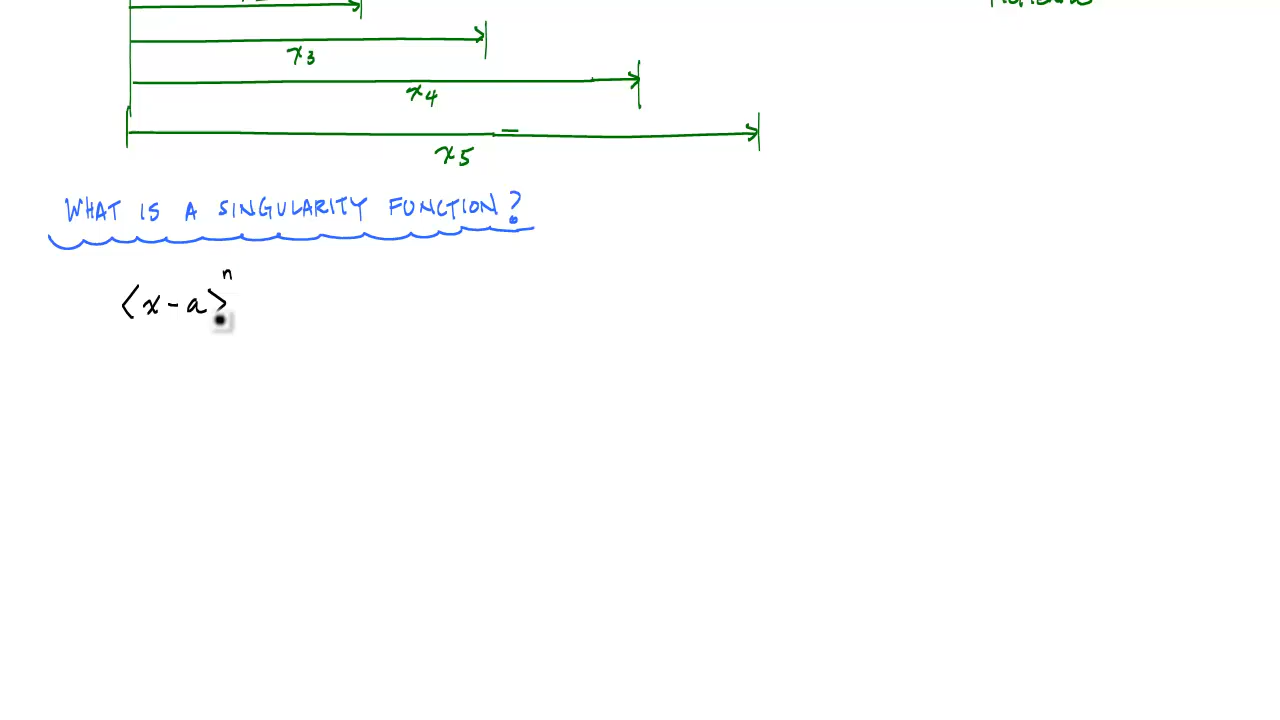 x3
x4
x5
WHAT IS A SINGULARITY FUNCTION?
⟨x - a⟩^n